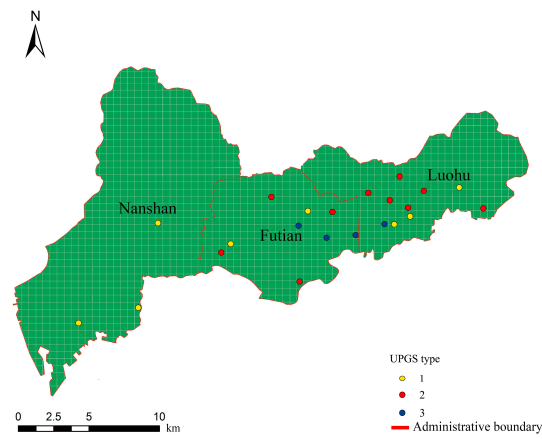 N
Luohu
Nanshan
Futian
UPGS type
1
2
3
Administrative boundary
0 2.5 5 10
km